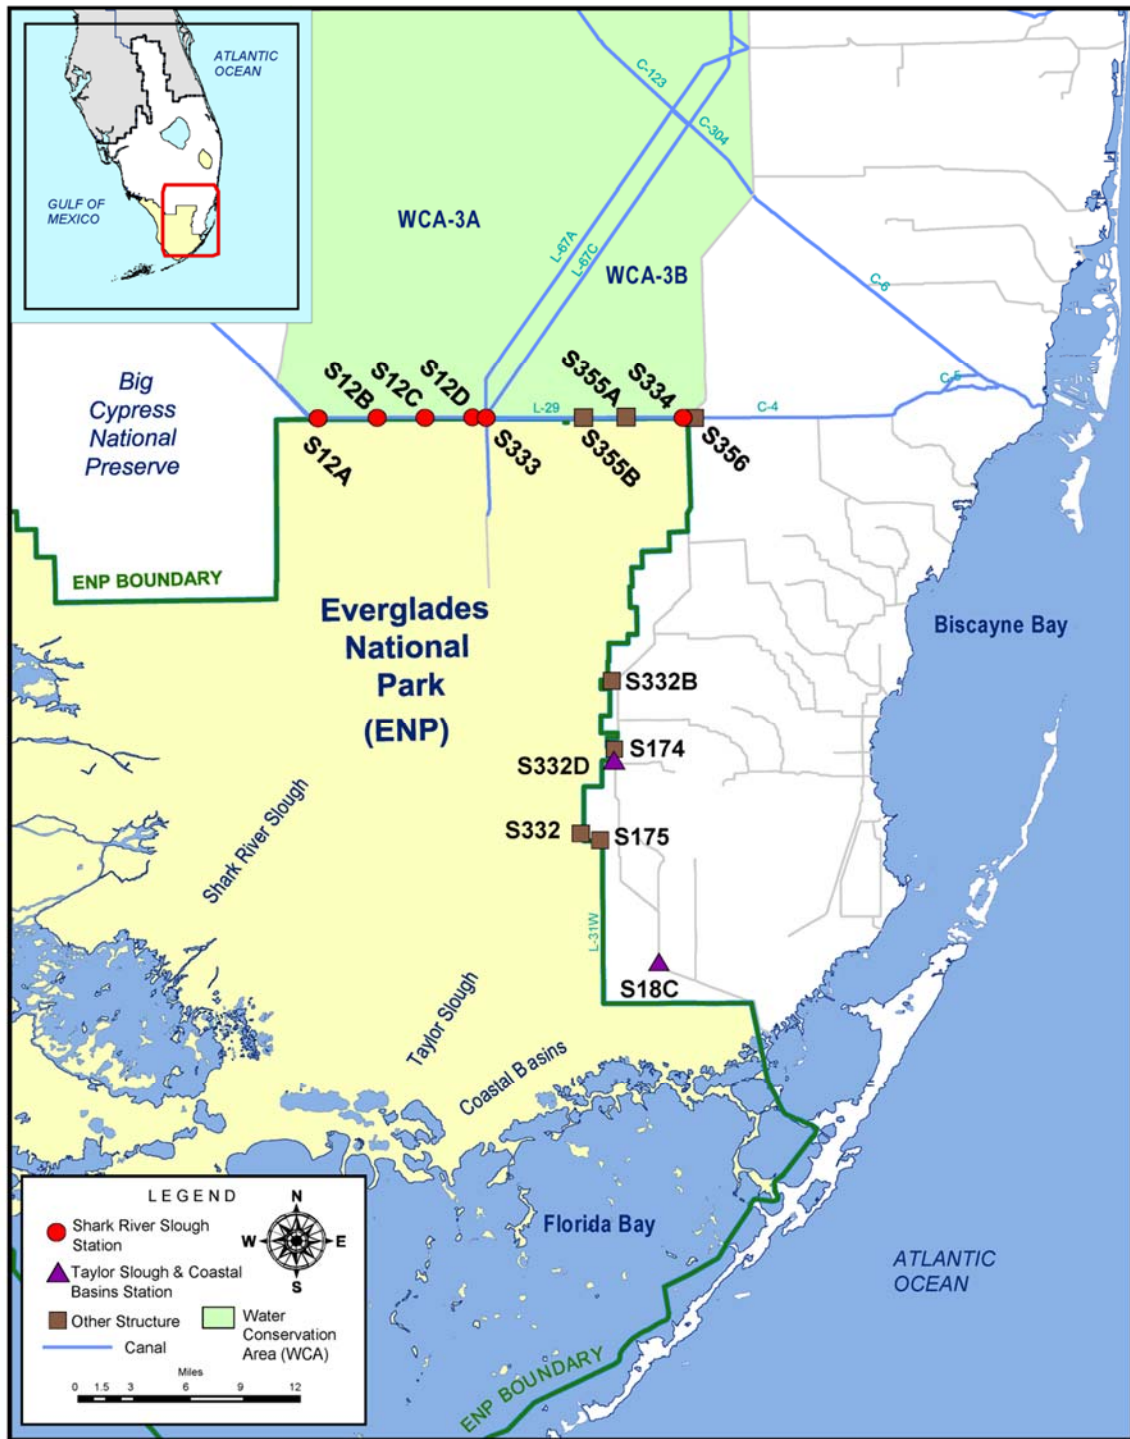 ATLANTIC
OCEAN
GULF OF
MEXICO
C-123
C-304
WCA-3A
L-67A
L-67C
WCA-3B
C-6
Big
Cypress
National
Preserve
S12A
S12B
S12C
S12D
S333
L-29
S355A
S355B
S334
S356
C-4
C-5
ENP BOUNDARY
Everglades
National
Park
(ENP)
Biscayne Bay
S332B
S174
S332D
S332
S175
Shark River Slough
L-31W
S18C
Taylor Slough
Coastal Basins
Florida Bay
ATLANTIC
OCEAN
ENP BOUNDARY
LEGEND
Shark River Slough
Station
Taylor Slough & Coastal
Basins Station
Other Structure
Canal
Water
Conservation
Area (WCA)
N
W E
S
Miles
0 1.5 3 6 9 12